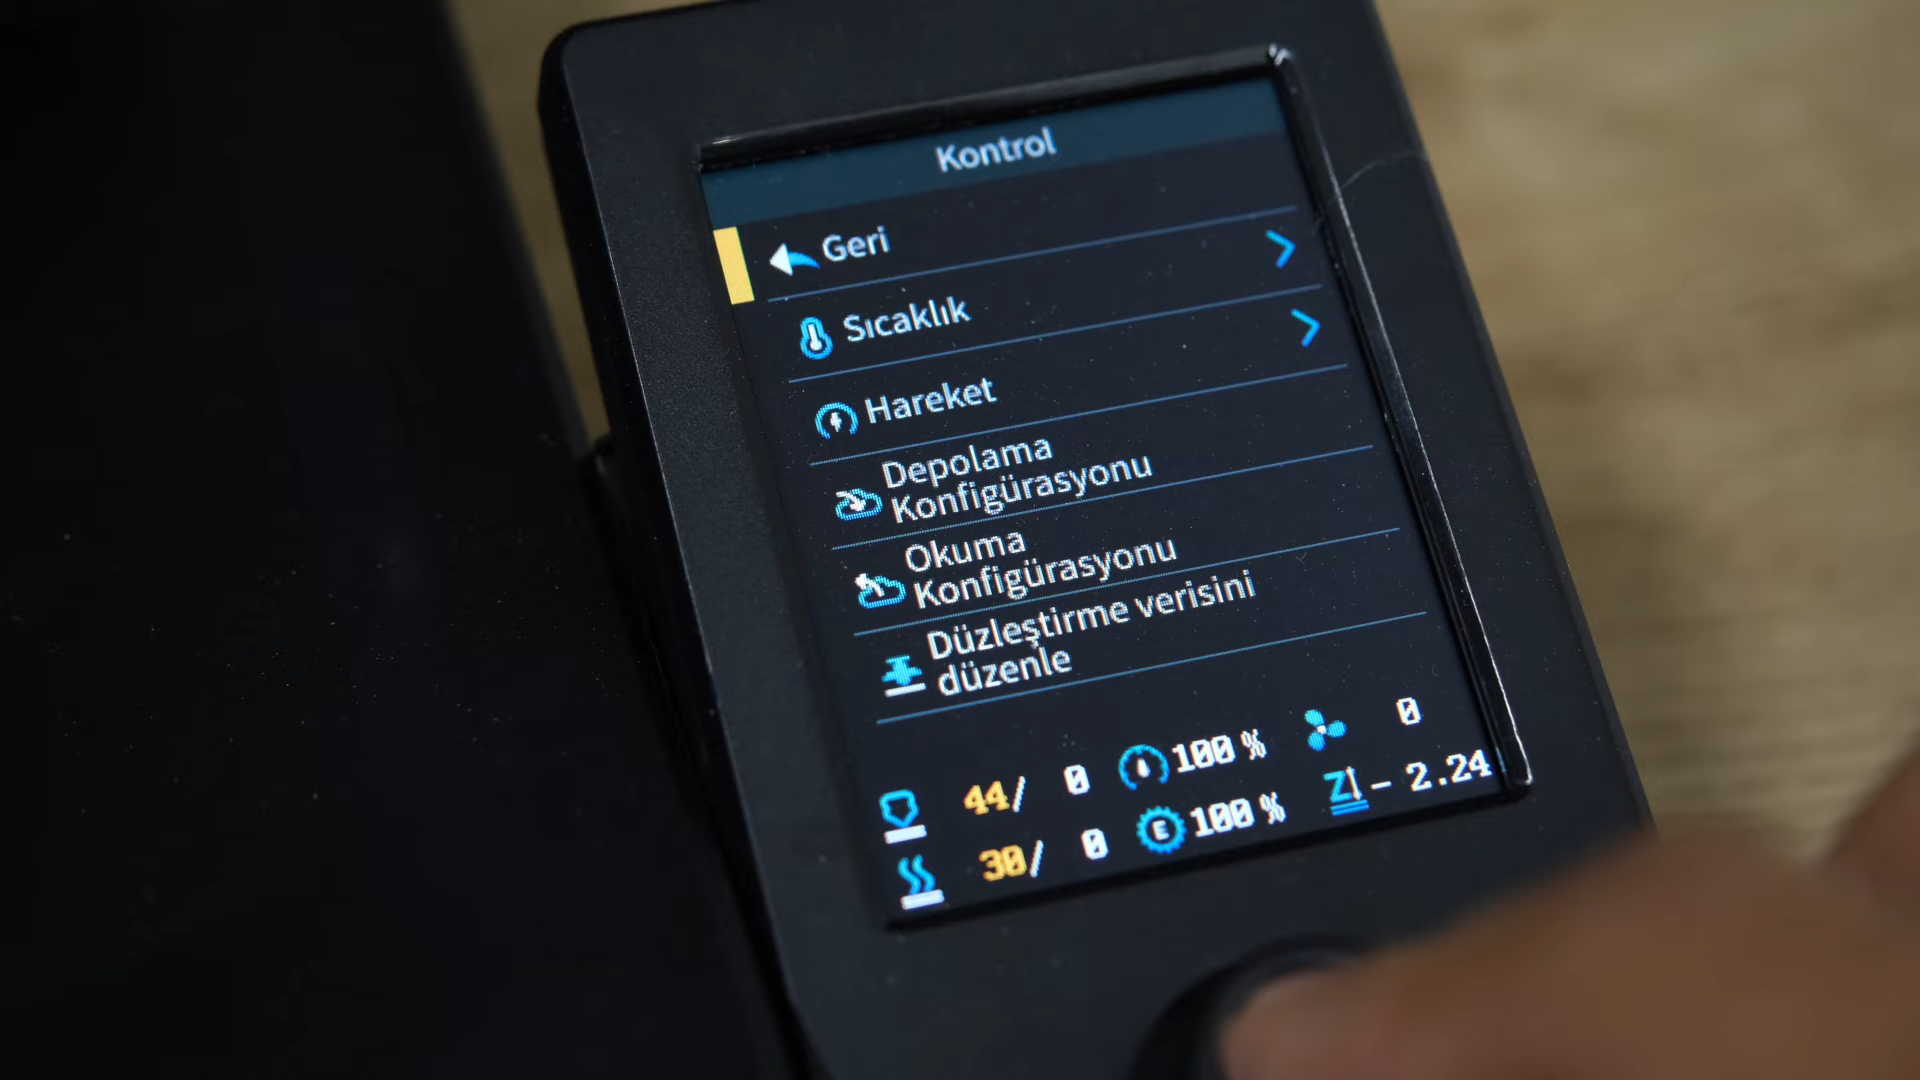 Kontrol
Geri
Sıcaklık
Hareket
Depolama
Konfigürasyonu
Okuma
Konfigürasyonu
Düzleştirme verisini
düzenle
44/ 0 100 % 0
30/ 0 E 100 % Z - 2.24